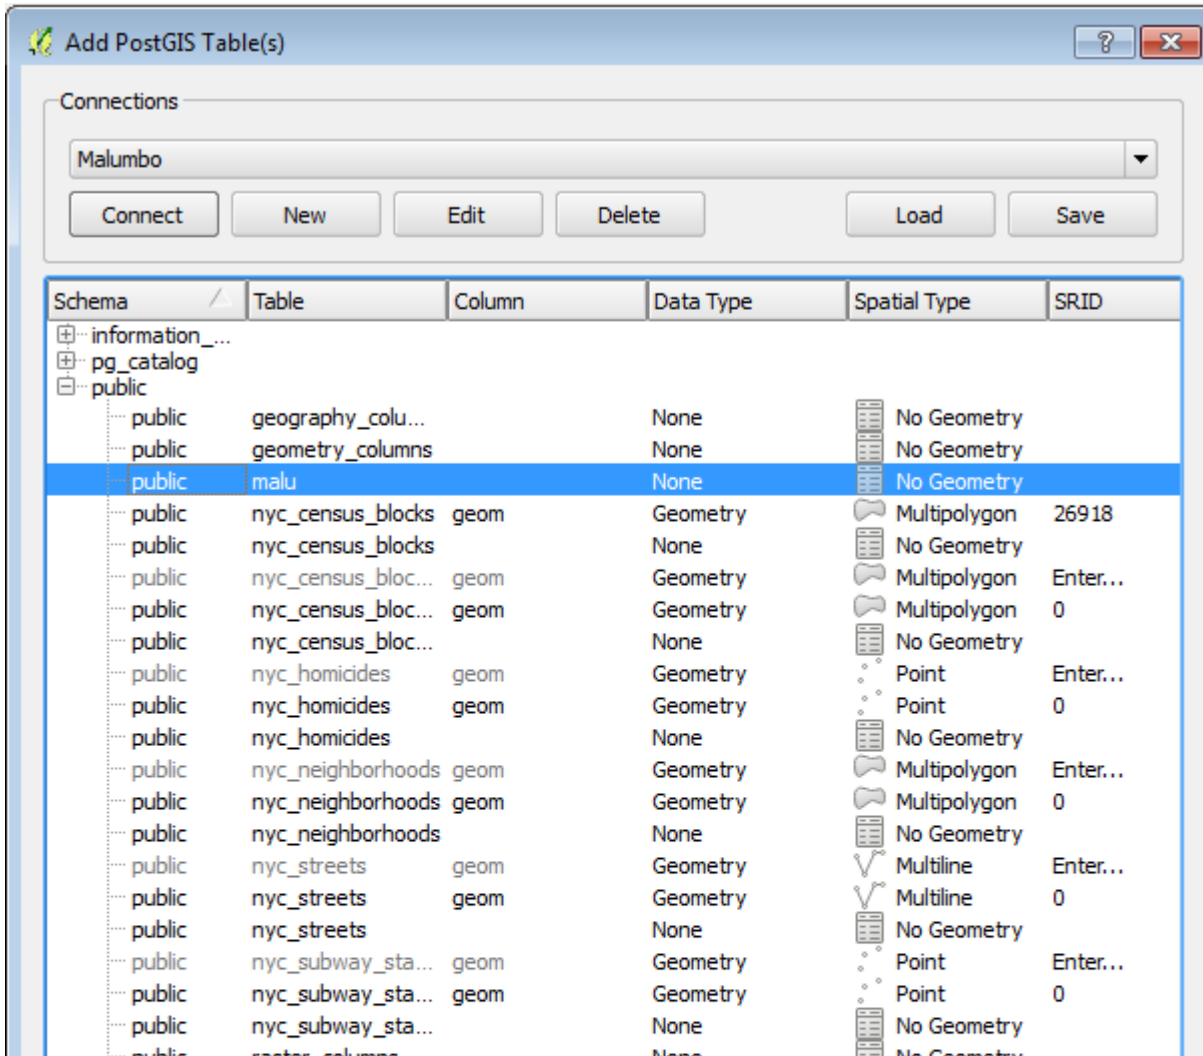 Add PostGIS Table(s)
Connections
Malumbo
Connect New Edit Delete Load Save
Schema Table Column Data Type Spatial Type SRID
information_...
pg_catalog
public
public geography_colu... None No Geometry
public geometry_columns None No Geometry
public malu None No Geometry
public nyc_census_blocks geom Geometry Multipolygon 26918
public nyc_census_blocks None No Geometry
public nyc_census_bloc... geom Geometry Multipolygon Enter...
public nyc_census_bloc... geom Geometry Multipolygon 0
public nyc_census_bloc... None No Geometry
public nyc_homicides geom Geometry Point Enter...
public nyc_homicides geom Geometry Point 0
public nyc_homicides None No Geometry
public nyc_neighborhoods geom Geometry Multipolygon Enter...
public nyc_neighborhoods geom Geometry Multipolygon 0
public nyc_neighborhoods None No Geometry
public nyc_streets geom Geometry Multiline Enter...
public nyc_streets geom Geometry Multiline 0
public nyc_streets None No Geometry
public nyc_subway_sta... geom Geometry Point Enter...
public nyc_subway_sta... geom Geometry Point 0
public nyc_subway_sta... None No Geometry
public raster_columns None No Geometry